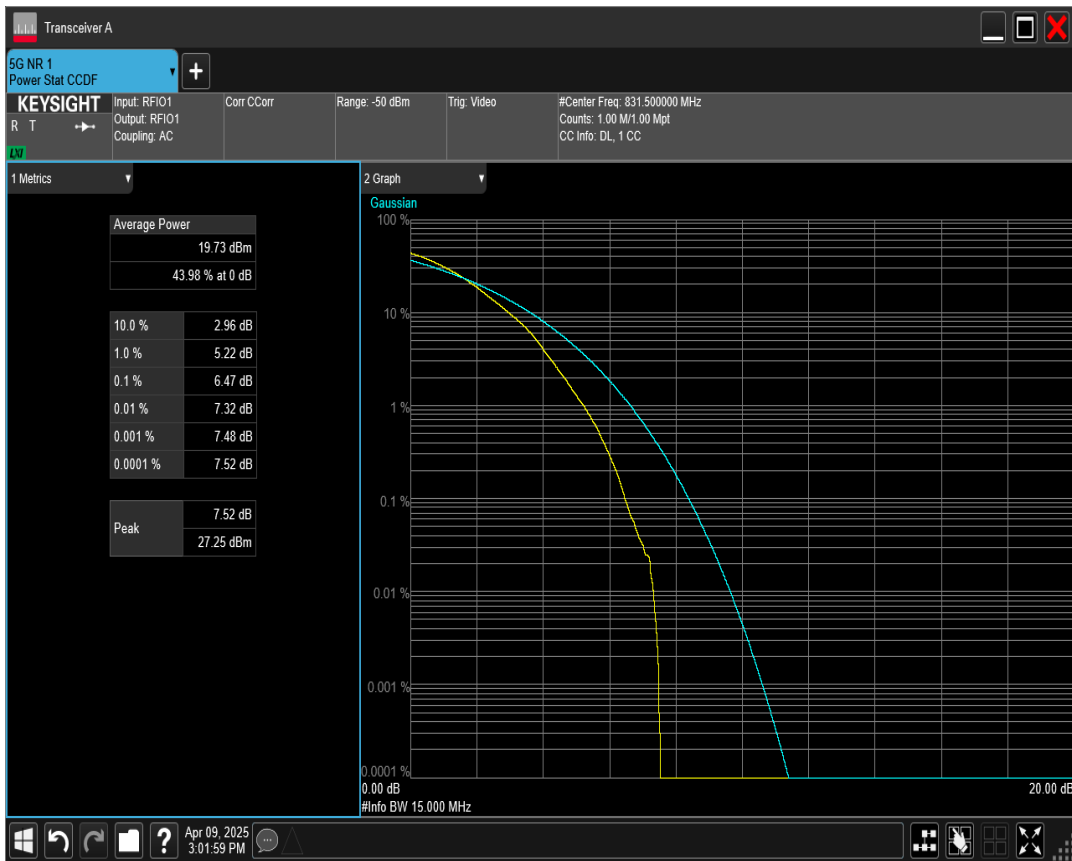 Transceiver A
5G NR 1
Power Stat CCDF
+
KEYSIGHT
R T
LXI
Input: RFIO1
Output: RFIO1
Coupling: AC
Corr CCorr
Range: -50 dBm
Trig: Video
#Center Freq: 831.500000 MHz
Counts: 1.00 M/1.00 Mpt
CC Info: DL, 1 CC
1 Metrics
Average Power
19.73 dBm
43.98 % at 0 dB
10.0 % 2.96 dB
1.0 % 5.22 dB
0.1 % 6.47 dB
0.01 % 7.32 dB
0.001 % 7.48 dB
0.0001 % 7.52 dB
Peak 7.52 dB
27.25 dBm
2 Graph
Gaussian
100 %
10 %
1 %
0.1 %
0.01 %
0.001 %
0.0001 %
0.00 dB 20.00 dB
#Info BW 15.000 MHz
?
Apr 09, 2025
3:01:59 PM